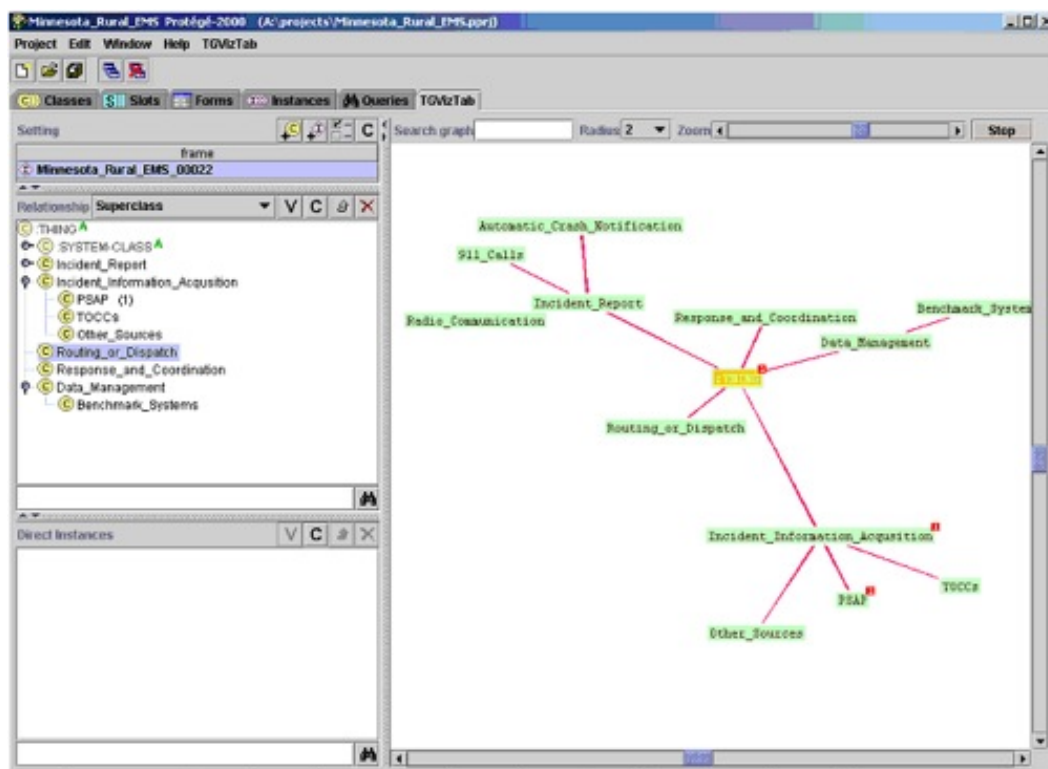 Minnesota_Rural_EMS Protégé-2000 (A:\projects\Minnesota_Rural_EMS.pprj)
Project Edit Window Help TGVizTab
Classes Slots Forms Instances Queries TGVizTab
Setting C
Search graph Radius 2 Zoom Stop
frame
Minnesota_Rural_EMS_00022
Relationship Superclass V C X
:THING A
:SYSTEM-CLASS A
Incident_Report
Incident_Information_Acqusition
PSAP (1)
TOCCs
Other_Sources
Routing_or_Dispatch
Response_and_Coordination
Data_Management
Benchmark_Systems
Direct Instances V C X
Automatic_Crash_Notification
911_Calls
Incident_Report
Radio_Communication
Response_and_Coordination
Benchmark_System
Data_Management
Routing_or_Dispatch
Incident_Information_Acqusition
PSAP
TOCCs
Other_Sources